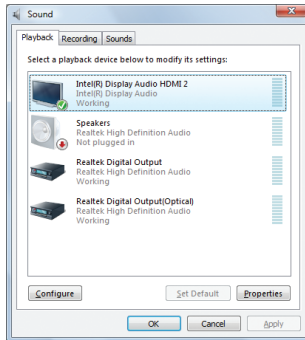 Sound
Playback
Recording
Sounds
Select a playback device below to modify its settings:
Intel(R) Display Audio HDMI 2
Intel(R) Display Audio
Working
Speakers
Realtek High Definition Audio
Not plugged in
Realtek Digital Output
Realtek High Definition Audio
Working
Realtek Digital Output(Optical)
Realtek High Definition Audio
Working
Configure
Set Default
Properties
OK
Cancel
Apply